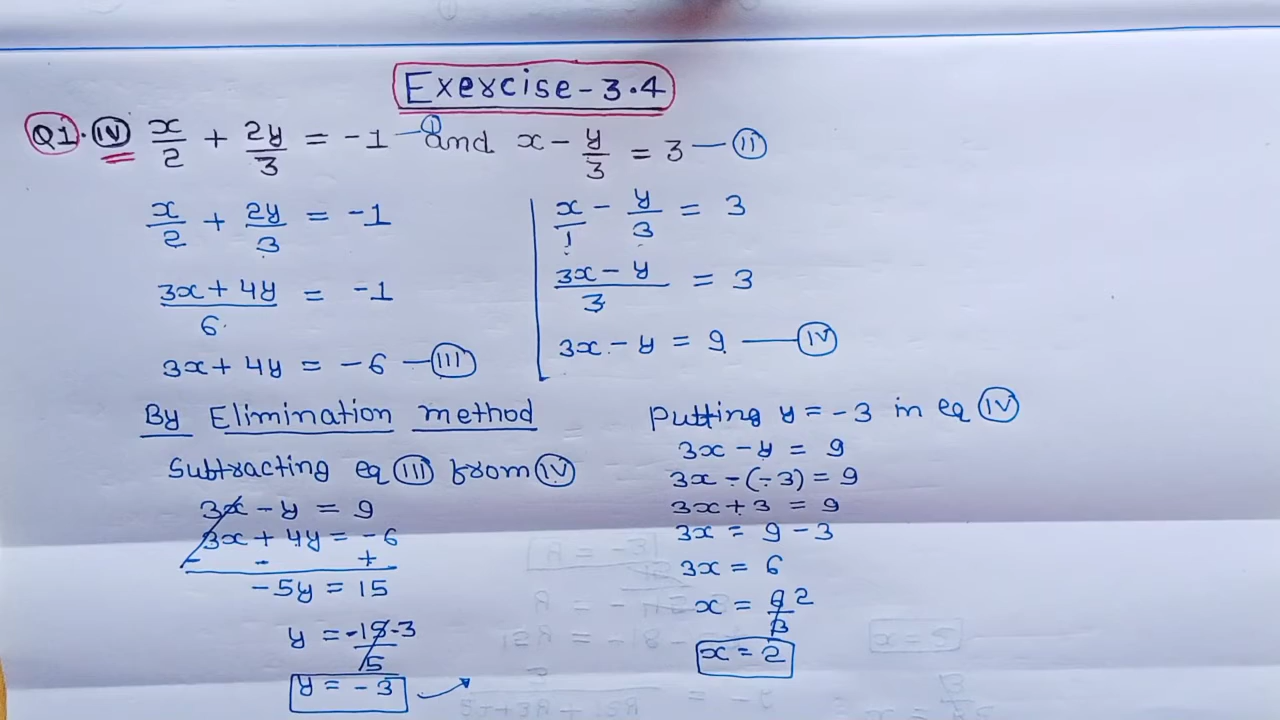 Exercise-3.4
Q1. (IV) x/2 + 2y/3 = -1 —(I) and x - y/3 = 3 —(II)
x/2 + 2y/3 = -1
(3x + 4y)/6 = -1
3x + 4y = -6 —(III)
x/1 - y/3 = 3
(3x - y)/3 = 3
3x - y = 9 —(IV)
By Elimination method
Subtracting eq (III) from (IV)
3x - y = 9
3x + 4y = -6
- - +
-5y = 15
y = -15/5 -3
y = -3
Putting y = -3 in eq (IV)
3x - y = 9
3x - (-3) = 9
3x + 3 = 9
3x = 9 - 3
3x = 6
x = 6/3 2
x = 2